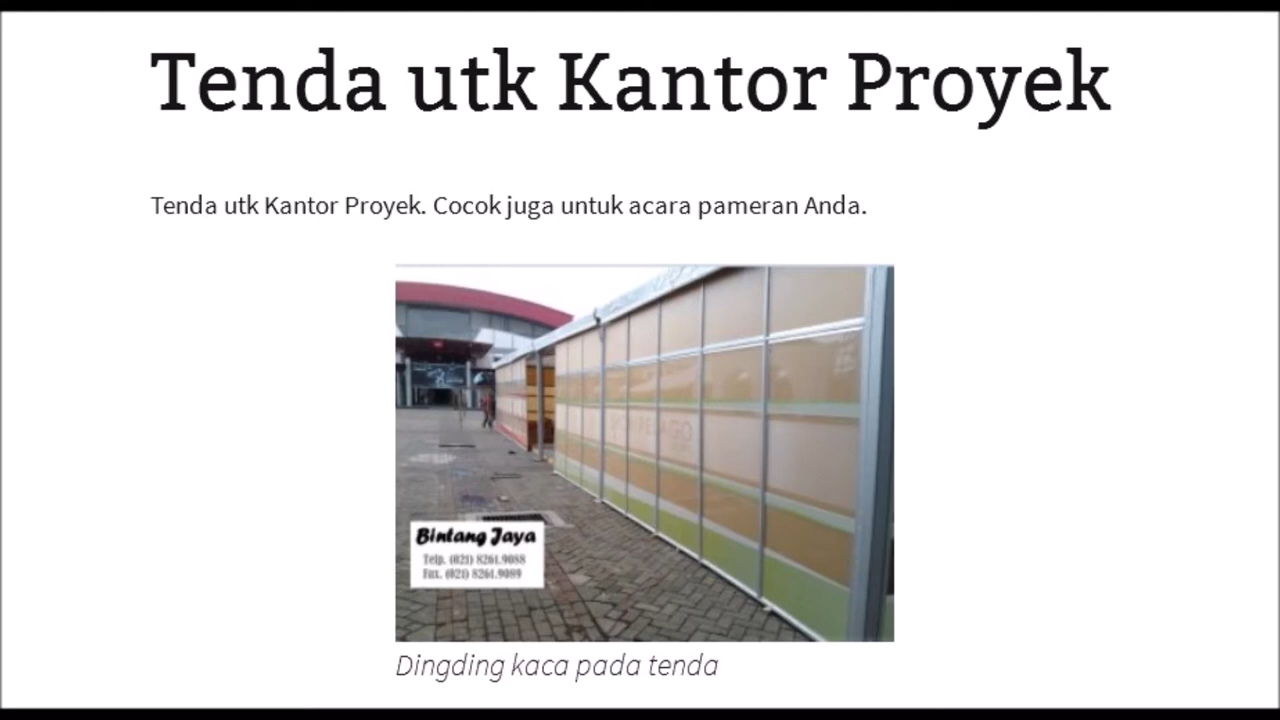 Tenda utk Kantor Proyek
Tenda utk Kantor Proyek. Cocok juga untuk acara pameran Anda.
Bintang Jaya
Telp. (021) 8261.9088
Fax. (021) 8261.9089
Dingding kaca pada tenda